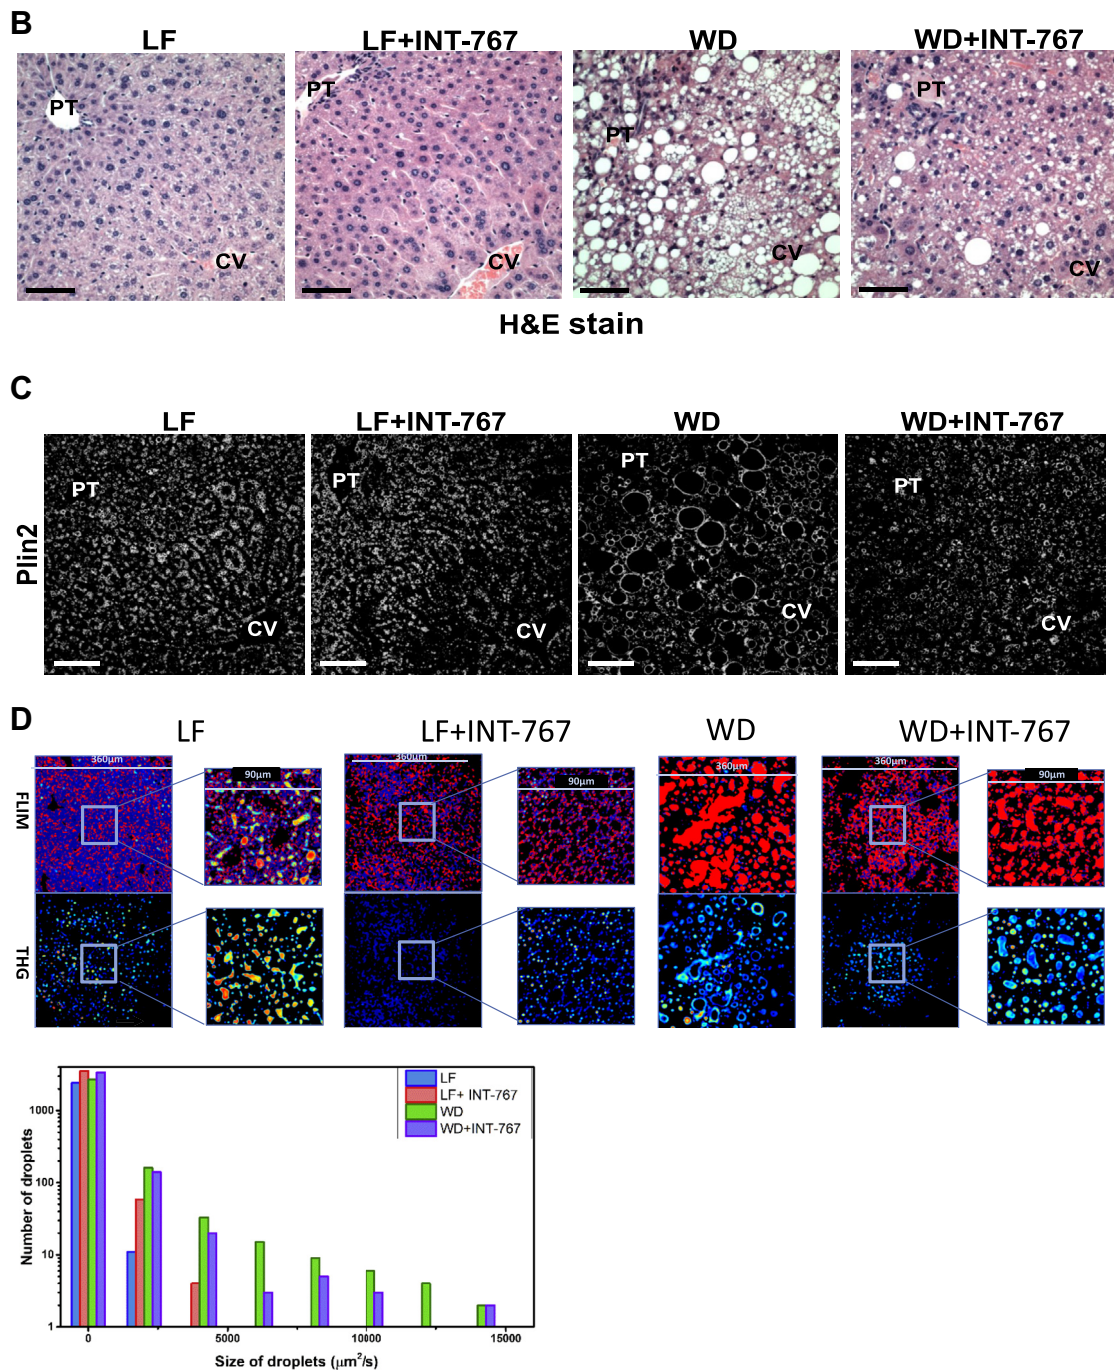 B
LF LF+INT-767 WD WD+INT-767
PT PT PT PT
CV CV CV CV
H&E stain
C
LF LF+INT-767 WD WD+INT-767
Plin2
PT PT PT PT
CV CV CV CV
D
LF LF+INT-767 WD WD+INT-767
FLIM
360µm 90µm 360µm 90µm 360µm 360µm 90µm
THG
LF
LF+ INT-767
WD
WD+INT-767
Number of droplets
1000
100
10
1
0 5000 10000 15000
Size of droplets (µm²/s)